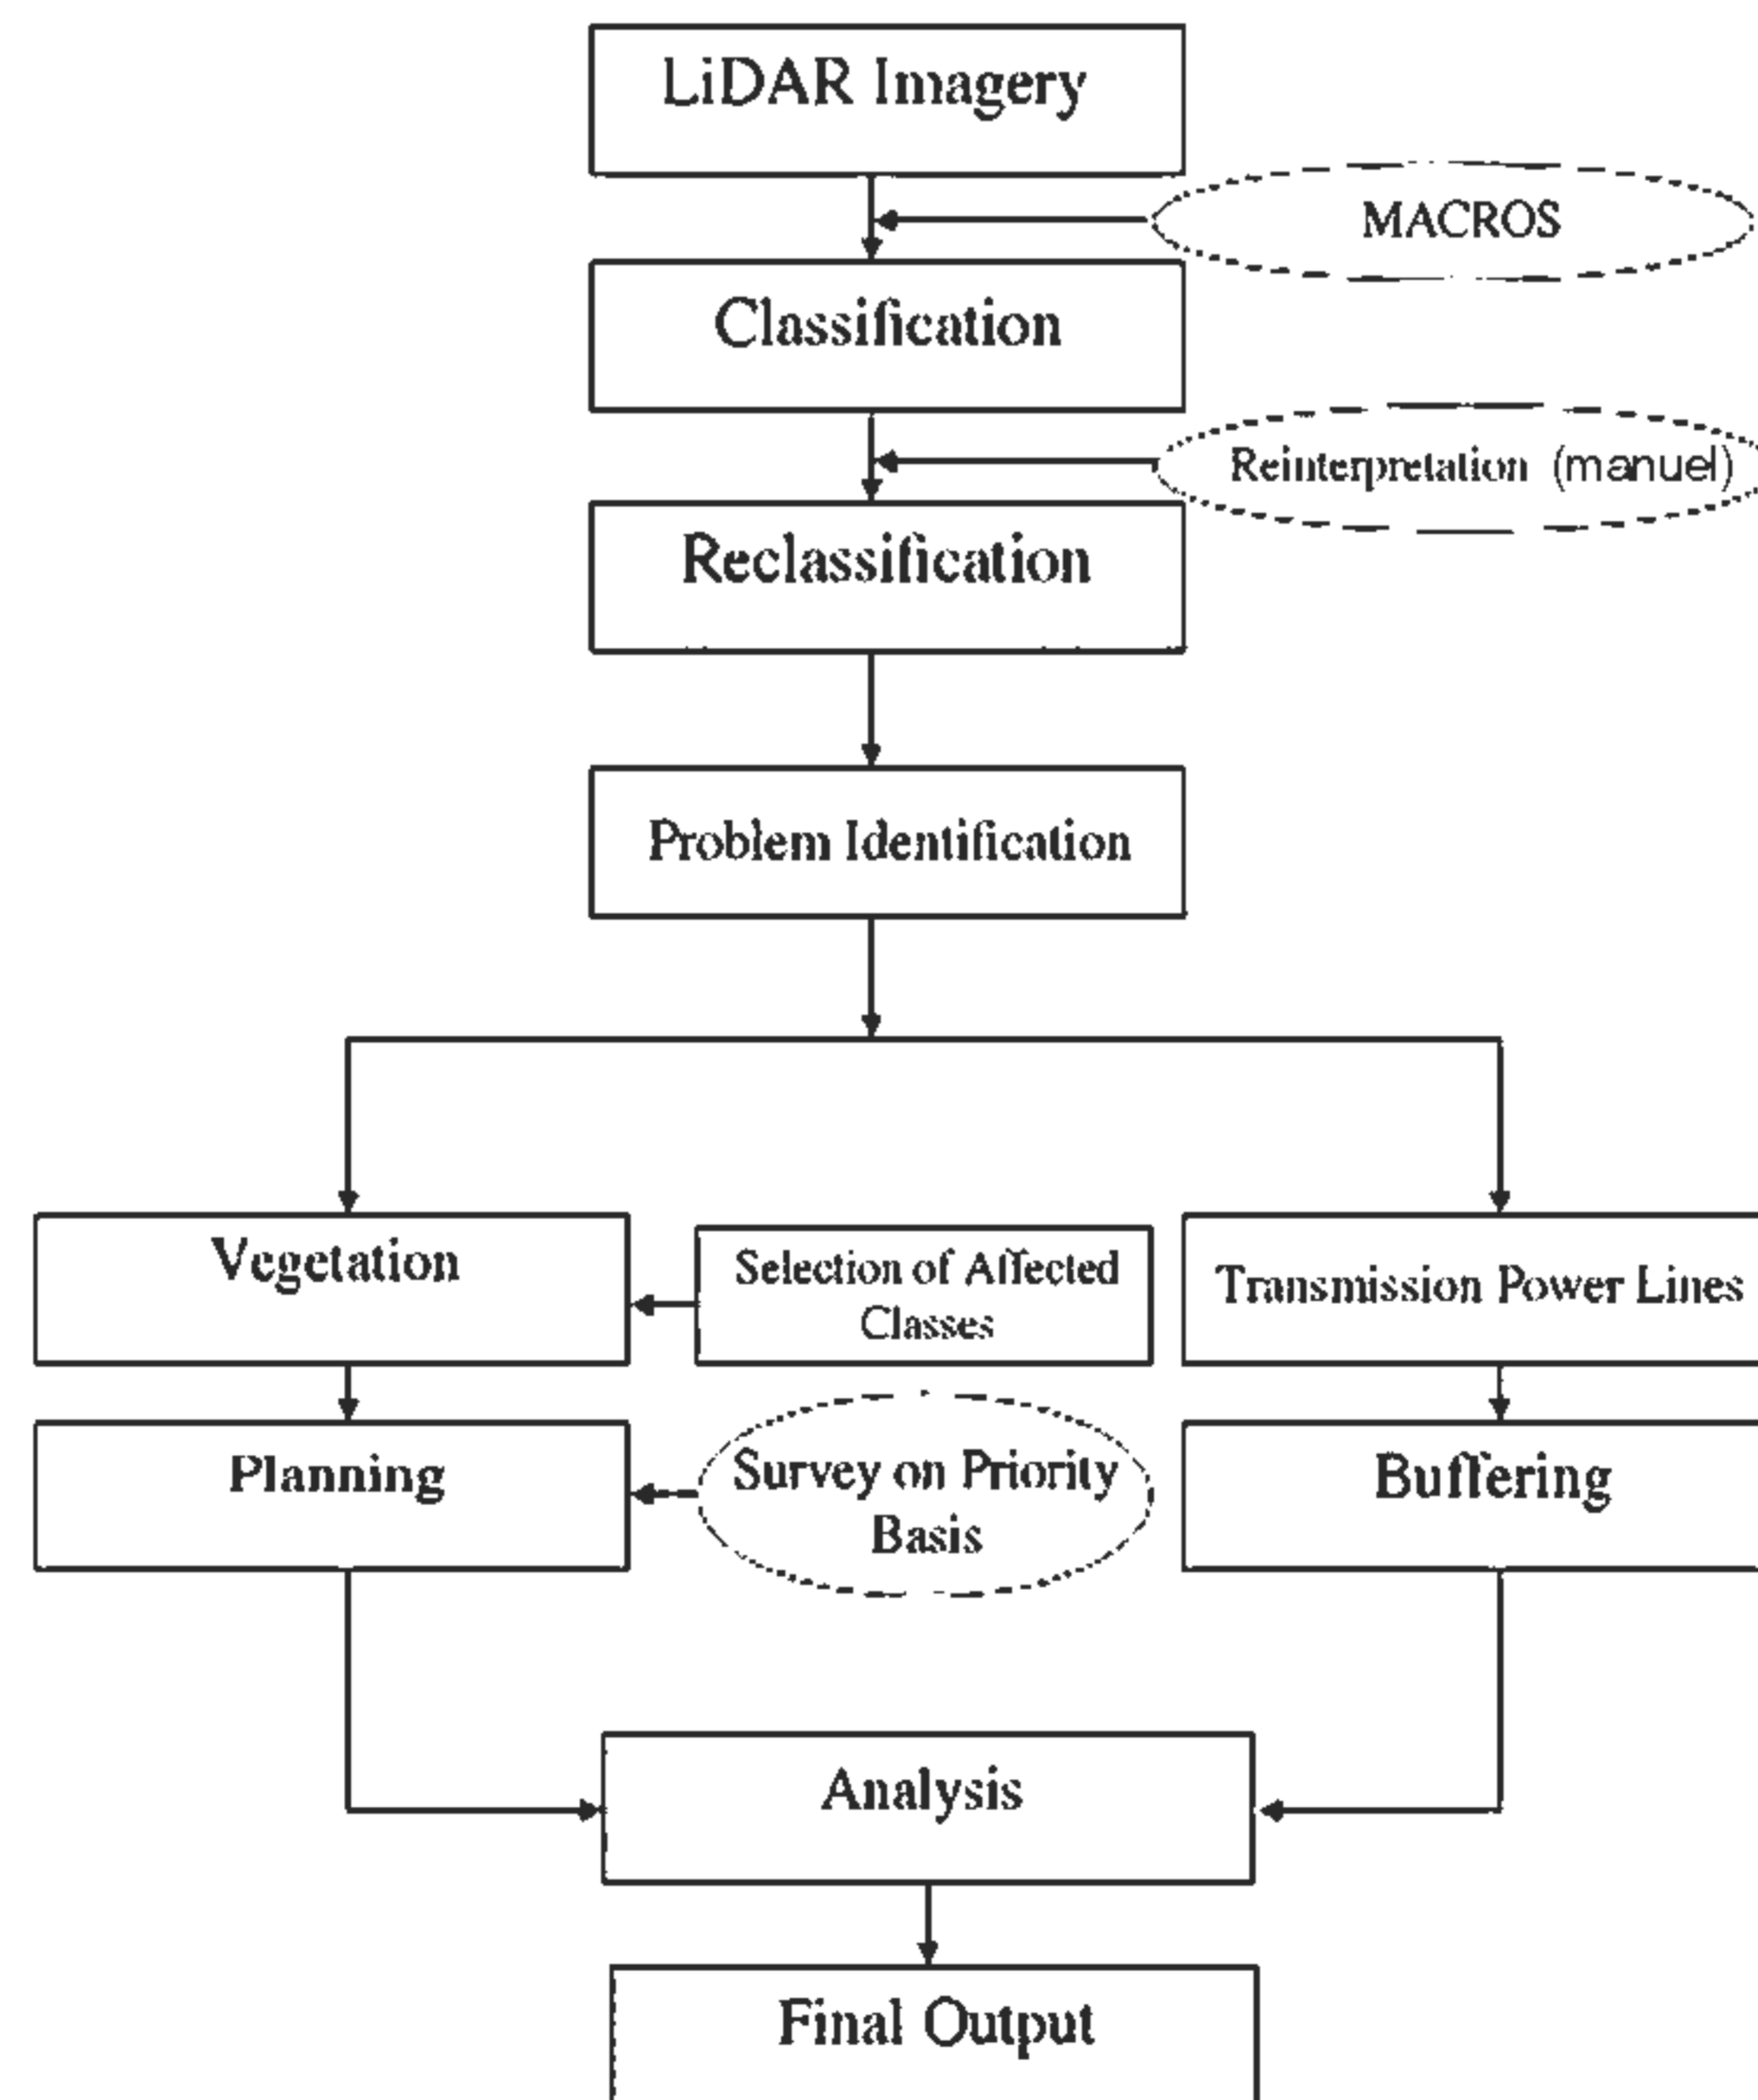 LiDAR Imagery
MACROS
Classification
Reinterpretation (manuel)
Reclassification
Problem Identification
Vegetation
Selection of Affected
Classes
Transmission Power Lines
Planning
Survey on Priority
Basis
Buffering
Analysis
Final Output